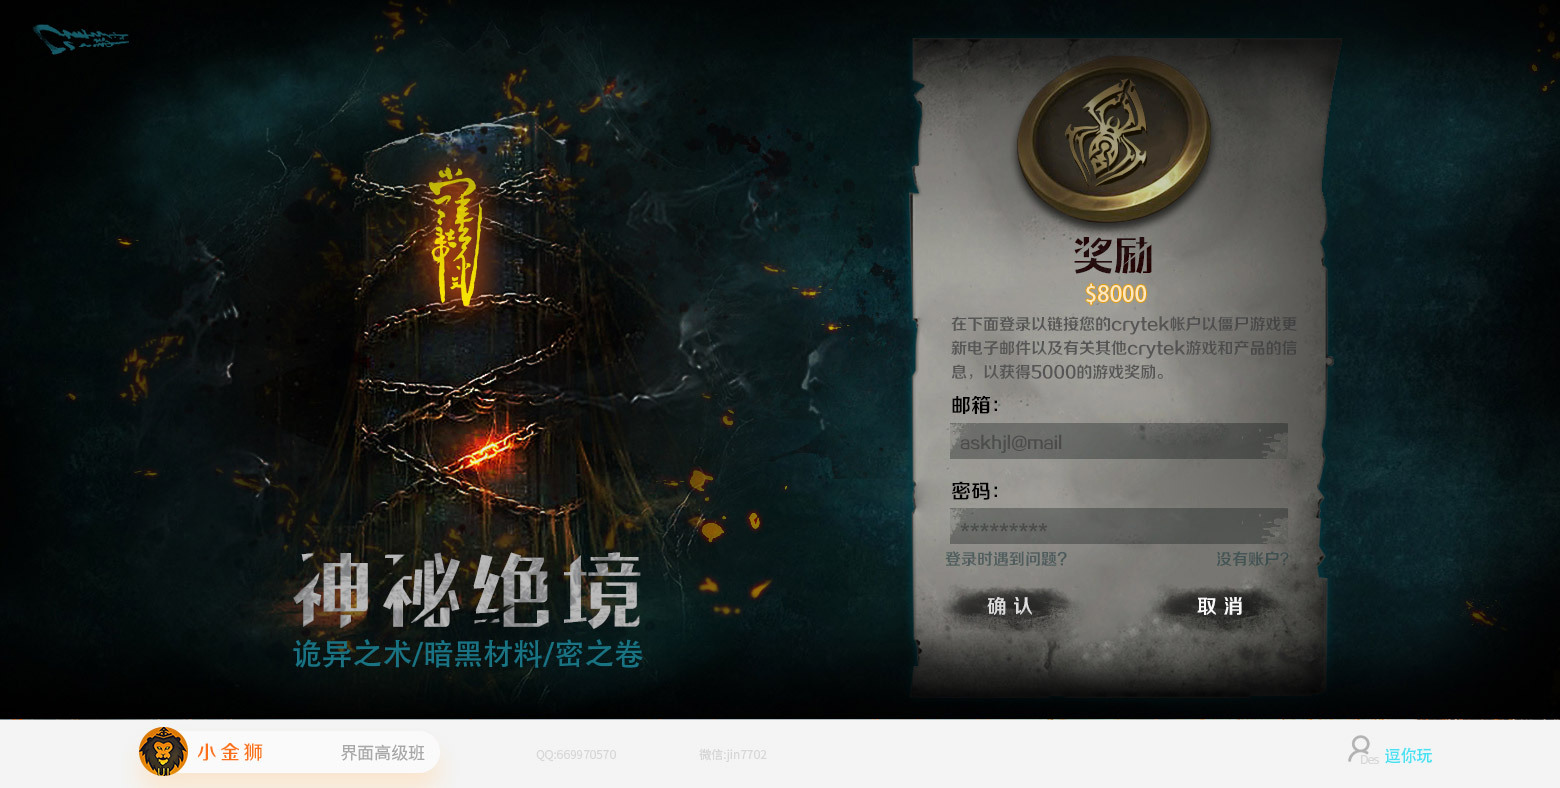 奖励
$8000
在下面登录以链接您的crytek帐户以僵尸游戏更
新电子邮件以及有关其他crytek游戏和产品的信
息，以获得5000的游戏奖励。
邮箱：
askhjl@mail
密码：
*********
登录时遇到问题？
没有账户？
确 认
取 消
神秘绝境
诡异之术/暗黑材料/密之卷
小金狮
界面高级班
QQ:669970570
微信:jin7702
Des
逗你玩